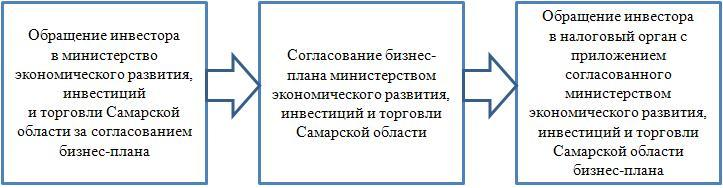 Обращение инвестора
в министерство
экономического развития,
инвестиций
и торговли Самарской
области за согласованием
бизнес-плана
Согласование бизнес-
плана министерством
экономического развития,
инвестиций и торговли
Самарской области
Обращение инвестора
в налоговый орган с
приложением
согласованного
министерством
экономического развития,
инвестиций и торговли
Самарской области
бизнес-плана